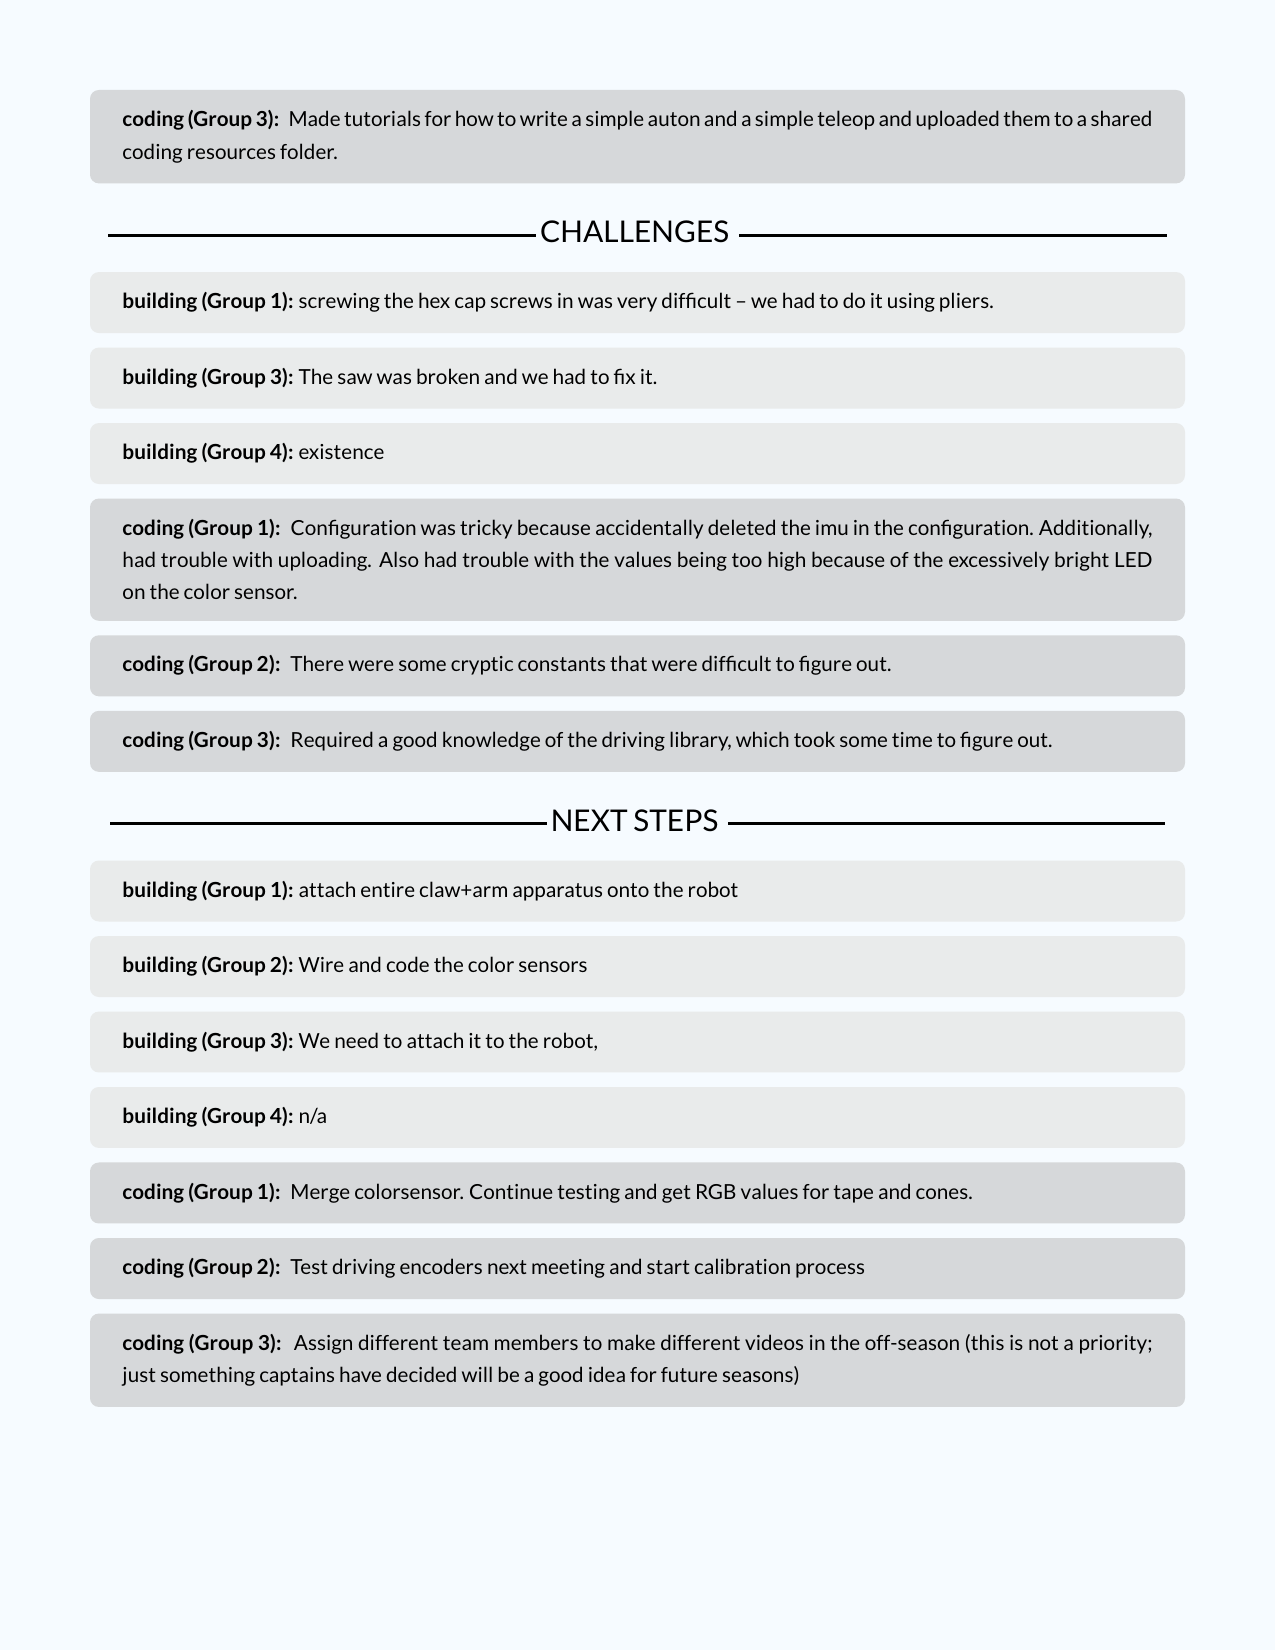 coding (Group 3): Made tutorials for how to write a simple auton and a simple teleop and uploaded them to a shared
coding resources folder.
CHALLENGES
building (Group 1): screwing the hex cap screws in was very difficult – we had to do it using pliers.
building (Group 3): The saw was broken and we had to fix it.
building (Group 4): existence
coding (Group 1): Configuration was tricky because accidentally deleted the imu in the configuration. Additionally,
had trouble with uploading. Also had trouble with the values being too high because of the excessively bright LED
on the color sensor.
coding (Group 2): There were some cryptic constants that were difficult to figure out.
coding (Group 3): Required a good knowledge of the driving library, which took some time to figure out.
NEXT STEPS
building (Group 1): attach entire claw+arm apparatus onto the robot
building (Group 2): Wire and code the color sensors
building (Group 3): We need to attach it to the robot,
building (Group 4): n/a
coding (Group 1): Merge colorsensor. Continue testing and get RGB values for tape and cones.
coding (Group 2): Test driving encoders next meeting and start calibration process
coding (Group 3): Assign different team members to make different videos in the off-season (this is not a priority;
just something captains have decided will be a good idea for future seasons)